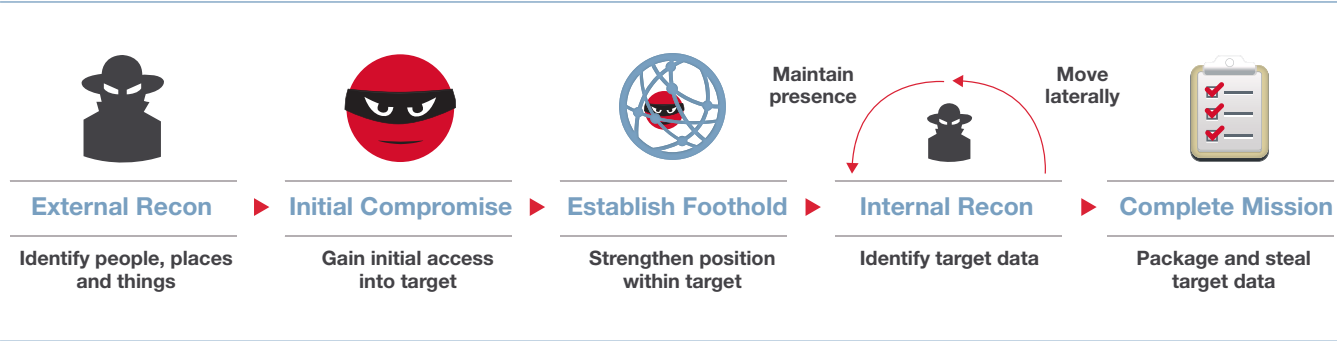 Maintain
presence
Move
laterally
External Recon
Initial Compromise
Establish Foothold
Internal Recon
Complete Mission
Identify people, places
and things
Gain initial access
into target
Strengthen position
within target
Identify target data
Package and steal
target data